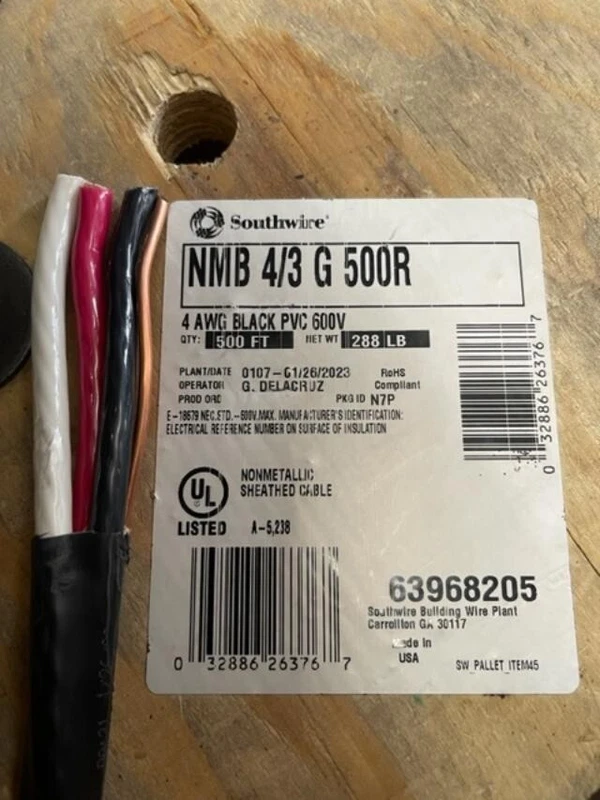 Southwire
NMB 4/3 G 500R
4 AWG BLACK PVC 600V
QTY: 500 FT NET WT 288 LB
PLANT/DATE 0107-01/26/2023 RoHS
OPERATOR G. DELACRUZ Compliant
PROD ORD PKG ID N7P
E-18679 NEC.STD.-600V.MAX. MANUFACTURER'S IDENTIFICATION:
ELECTRICAL REFERENCE NUMBER ON SURFACE OF INSULATION
0 32886 26376 7
UL
LISTED
NONMETALLIC
SHEATHED CABLE
A-5,238
63968205
Southwire Building Wire Plant
Carrollton GA 30117
Made in
USA
SW_PALLET_ITEM45
0 32886 26376 7